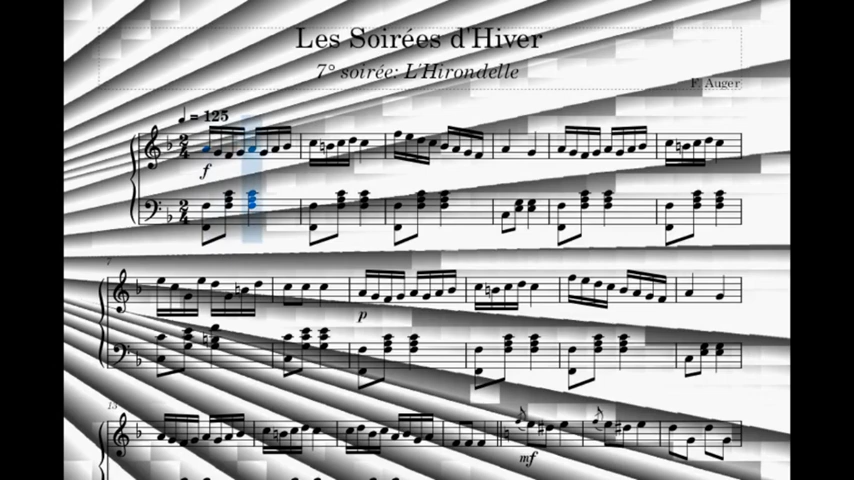 Les Soirées d'Hiver
7° soirée: L'Hirondelle
F. Auger
♩ = 125
f
7
p
13
mf